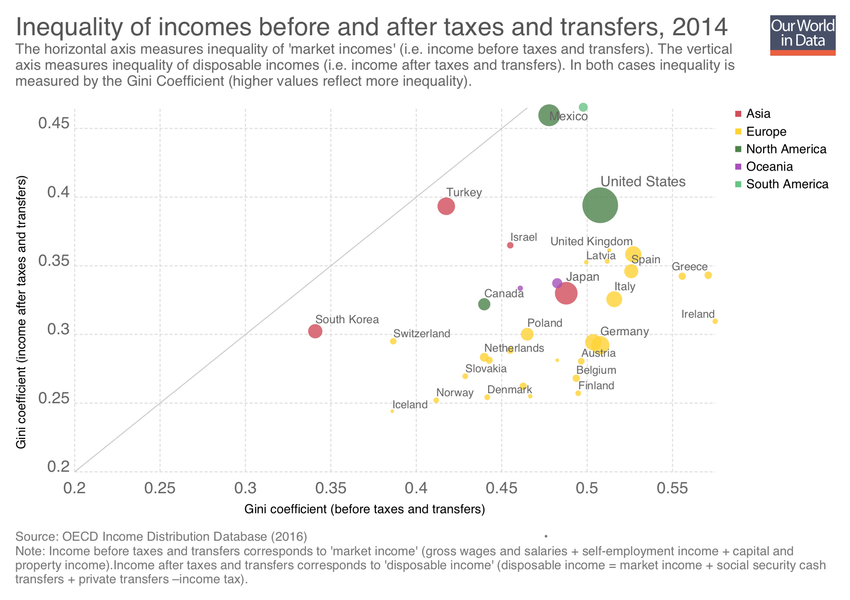 Inequality of incomes before and after taxes and transfers, 2014
Our World
in Data
The horizontal axis measures inequality of 'market incomes' (i.e. income before taxes and transfers). The vertical
axis measures inequality of disposable incomes (i.e. income after taxes and transfers). In both cases inequality is
measured by the Gini Coefficient (higher values reflect more inequality).
Asia
Europe
North America
Oceania
South America
Gini coefficient (income after taxes and transfers)
0.45
0.4
0.35
0.3
0.25
0.2
Mexico
United States
Turkey
Israel
United Kingdom
Latvia
Spain
Greece
Japan
Italy
Canada
Ireland
South Korea
Poland
Switzerland
Germany
Netherlands
Austria
Slovakia
Belgium
Norway
Denmark
Finland
Iceland
0.2
0.25
0.3
0.35
0.4
0.45
0.5
0.55
Gini coefficient (before taxes and transfers)
Source: OECD Income Distribution Database (2016)
Note: Income before taxes and transfers corresponds to 'market income' (gross wages and salaries + self-employment income + capital and
property income).Income after taxes and transfers corresponds to 'disposable income' (disposable income = market income + social security cash
transfers + private transfers –income tax).